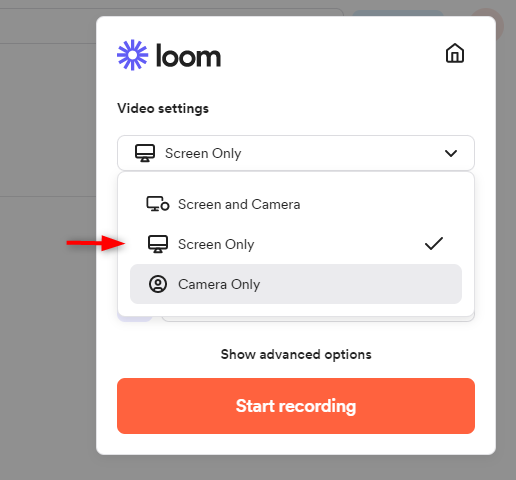 loom
Video settings
Screen Only
Screen and Camera
Screen Only
Camera Only
Show advanced options
Start recording